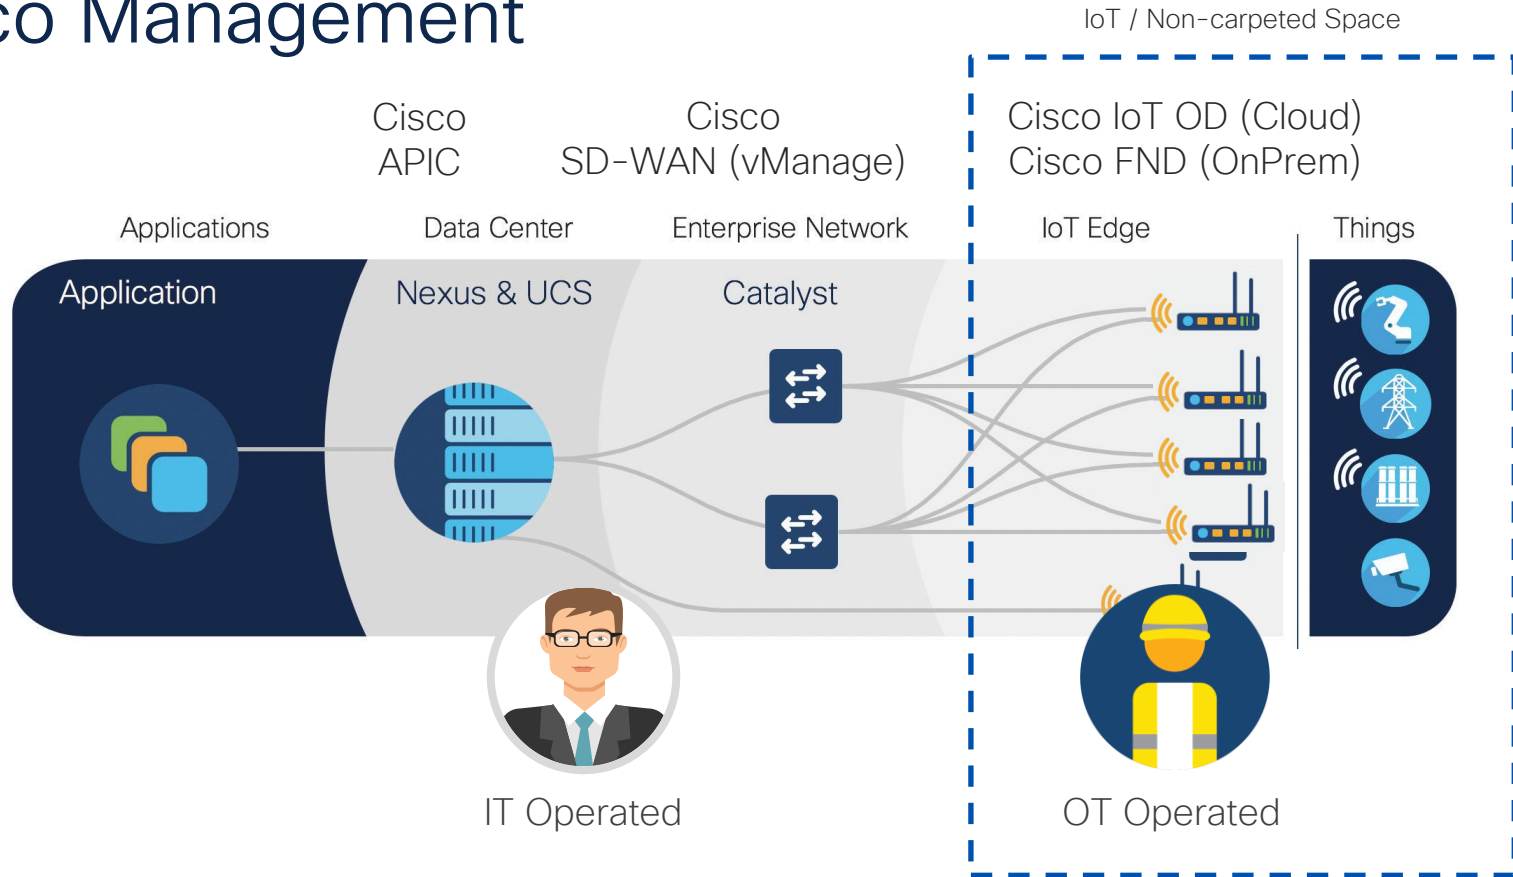 Management
IoT / Non-carpeted Space
Cisco
APIC
Cisco
SD-WAN (vManage)
Cisco IoT OD (Cloud)
Cisco FND (OnPrem)
Applications
Data Center
Enterprise Network
IoT Edge
Things
Application
Nexus & UCS
Catalyst
IT Operated
OT Operated